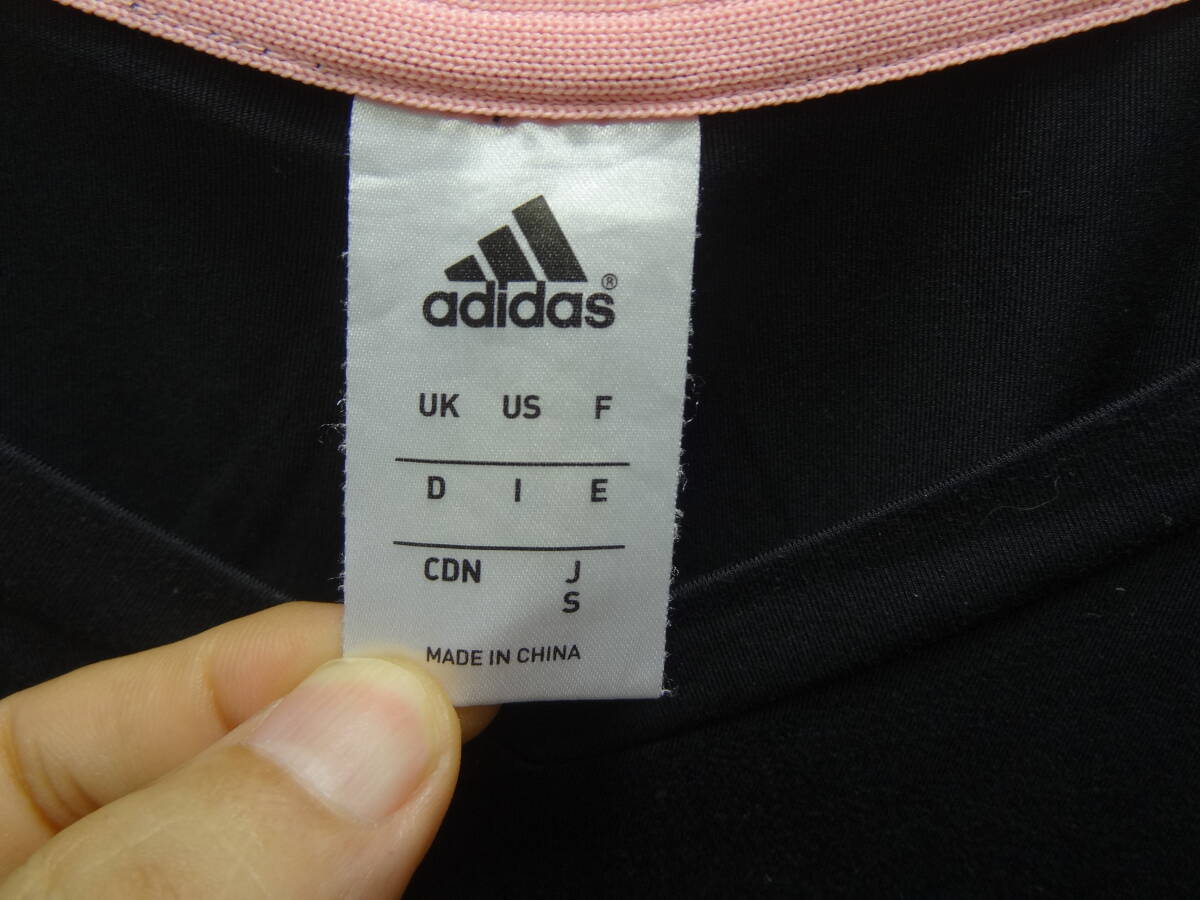 adidas®
UK US F
D I E
CDN J
S
MADE IN CHINA